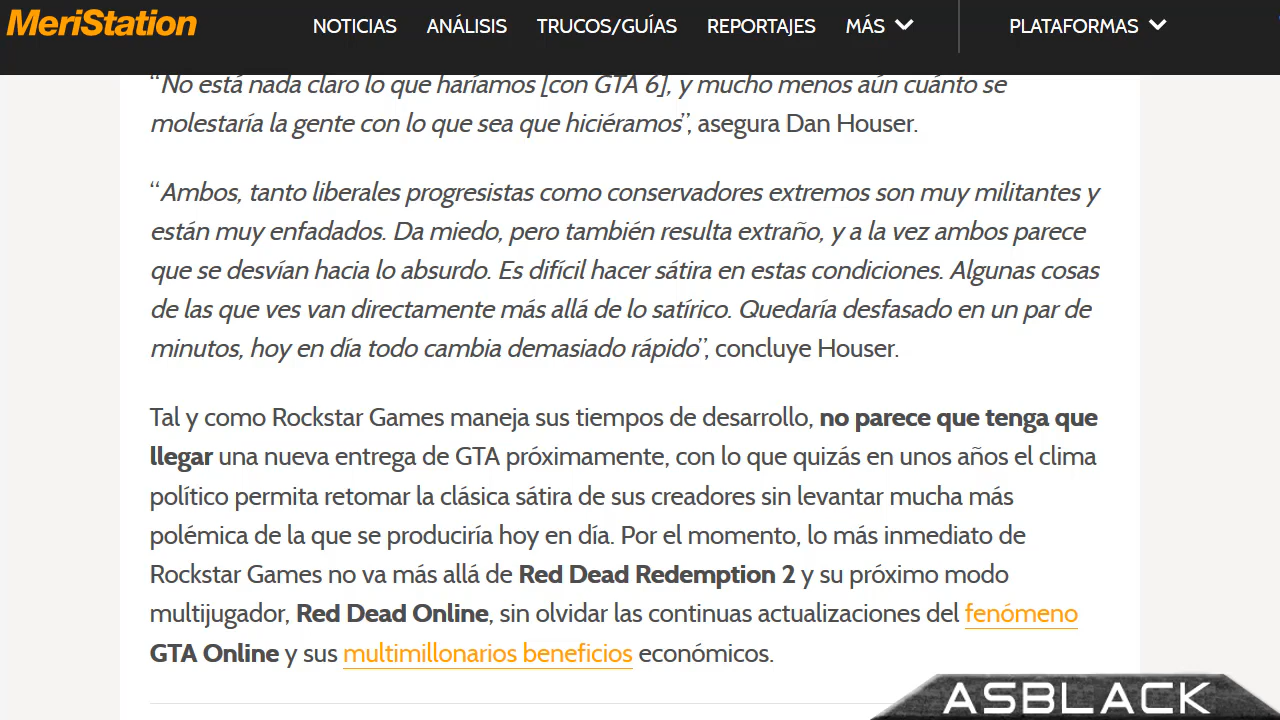 MeriStation NOTICIAS ANÁLISIS TRUCOS/GUÍAS REPORTAJES MÁS PLATAFORMAS
“No está nada claro lo que haríamos [con GTA 6], y mucho menos aún cuánto se
molestaría la gente con lo que sea que hiciéramos”, asegura Dan Houser.
“Ambos, tanto liberales progresistas como conservadores extremos son muy militantes y
están muy enfadados. Da miedo, pero también resulta extraño, y a la vez ambos parece
que se desvían hacia lo absurdo. Es difícil hacer sátira en estas condiciones. Algunas cosas
de las que ves van directamente más allá de lo satírico. Quedaría desfasado en un par de
minutos, hoy en día todo cambia demasiado rápido”, concluye Houser.
Tal y como Rockstar Games maneja sus tiempos de desarrollo, no parece que tenga que
llegar una nueva entrega de GTA próximamente, con lo que quizás en unos años el clima
político permita retomar la clásica sátira de sus creadores sin levantar mucha más
polémica de la que se produciría hoy en día. Por el momento, lo más inmediato de
Rockstar Games no va más allá de Red Dead Redemption 2 y su próximo modo
multijugador, Red Dead Online, sin olvidar las continuas actualizaciones del fenómeno
GTA Online y sus multimillonarios beneficios económicos.
ASBLACK